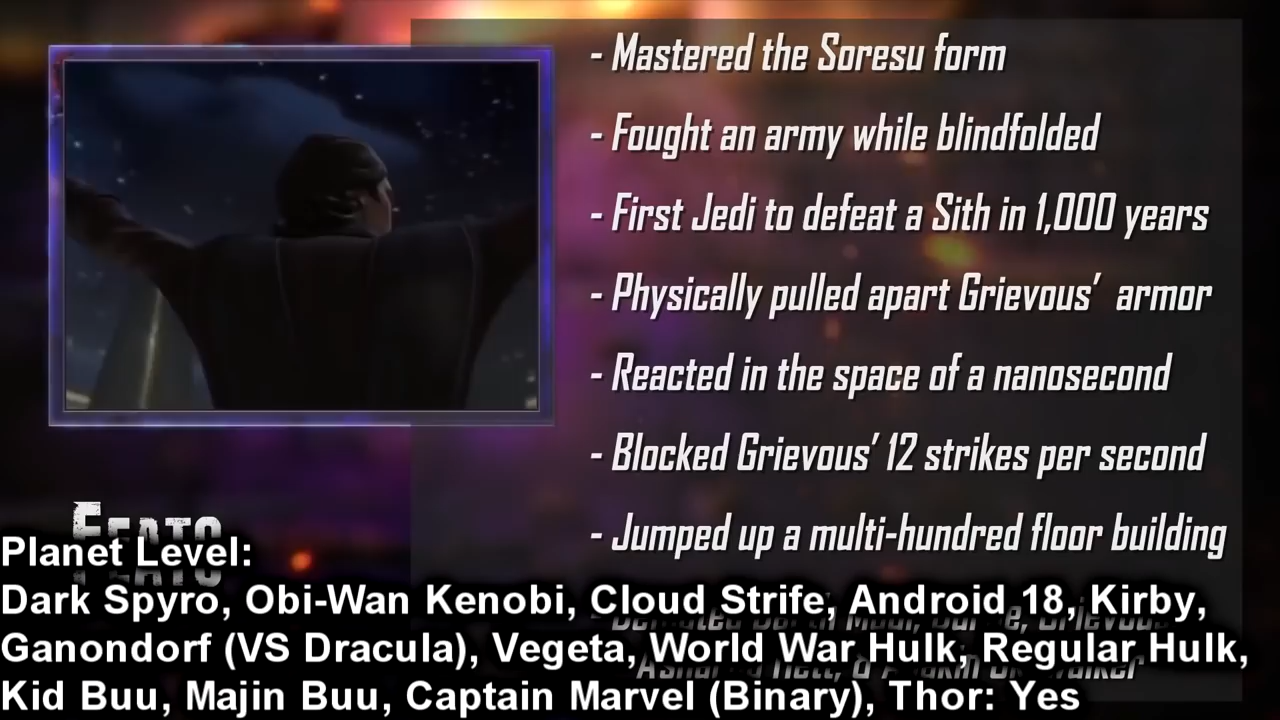 - Mastered the Soresu form
- Fought an army while blindfolded
- First Jedi to defeat a Sith in 1,000 years
- Physically pulled apart Grievous' armor
- Reacted in the space of a nanosecond
- Blocked Grievous' 12 strikes per second
- Jumped up a multi-hundred floor building
Feats
Planet Level:
Dark Spyro, Obi-Wan Kenobi, Cloud Strife, Android 18, Kirby,
Ganondorf (VS Dracula), Vegeta, World War Hulk, Regular Hulk,
Kid Buu, Majin Buu, Captain Marvel (Binary), Thor: Yes